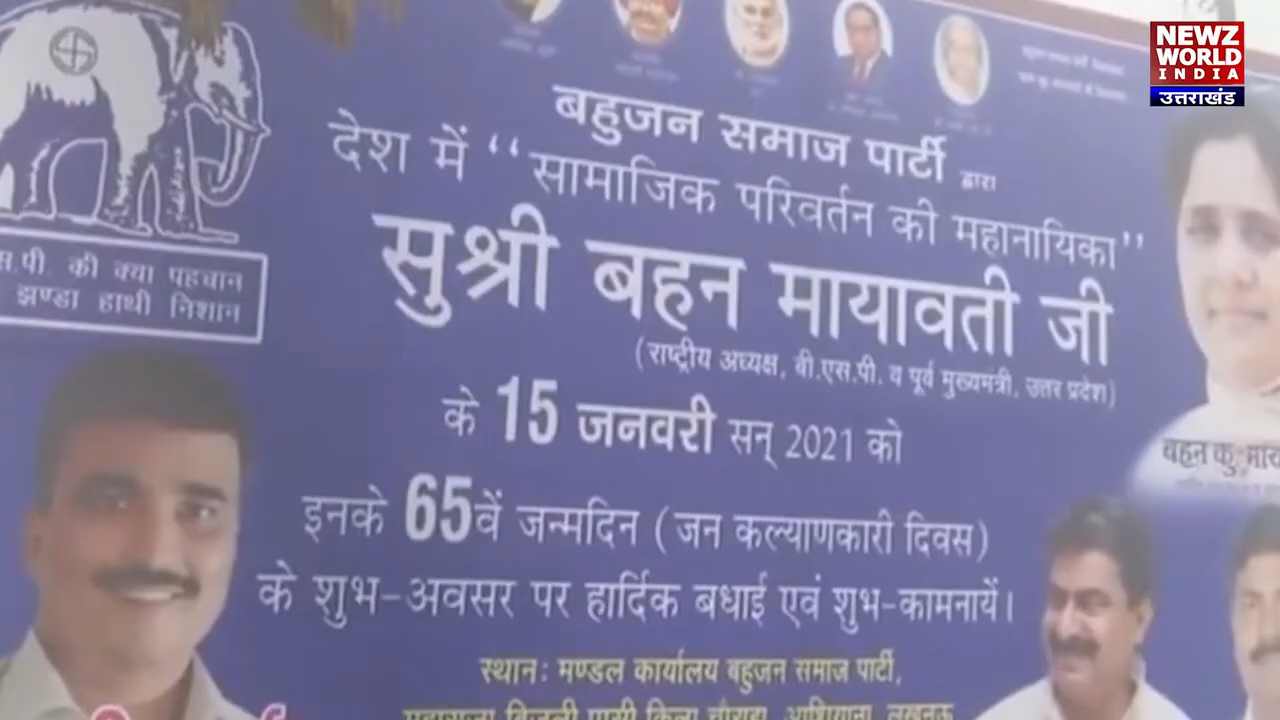 NEWZ
WORLD
INDIA
उत्तराखंड
बहुजन समाज पार्टी द्वारा
देश में “सामाजिक परिवर्तन की महानायिका”
सुश्री बहन मायावती जी
(राष्ट्रीय अध्यक्ष, बी.एस.पी. व पूर्व मुख्यमंत्री, उत्तर प्रदेश)
के 15 जनवरी सन् 2021 को
इनके 65वें जन्मदिन (जन कल्याणकारी दिवस)
के शुभ-अवसर पर हार्दिक बधाई एवं शुभ-कामनायें।
स्थान: मण्डल कार्यालय बहुजन समाज पार्टी,
स.पी. की क्या पहचान
झण्डा हाथी निशान
बहन कु